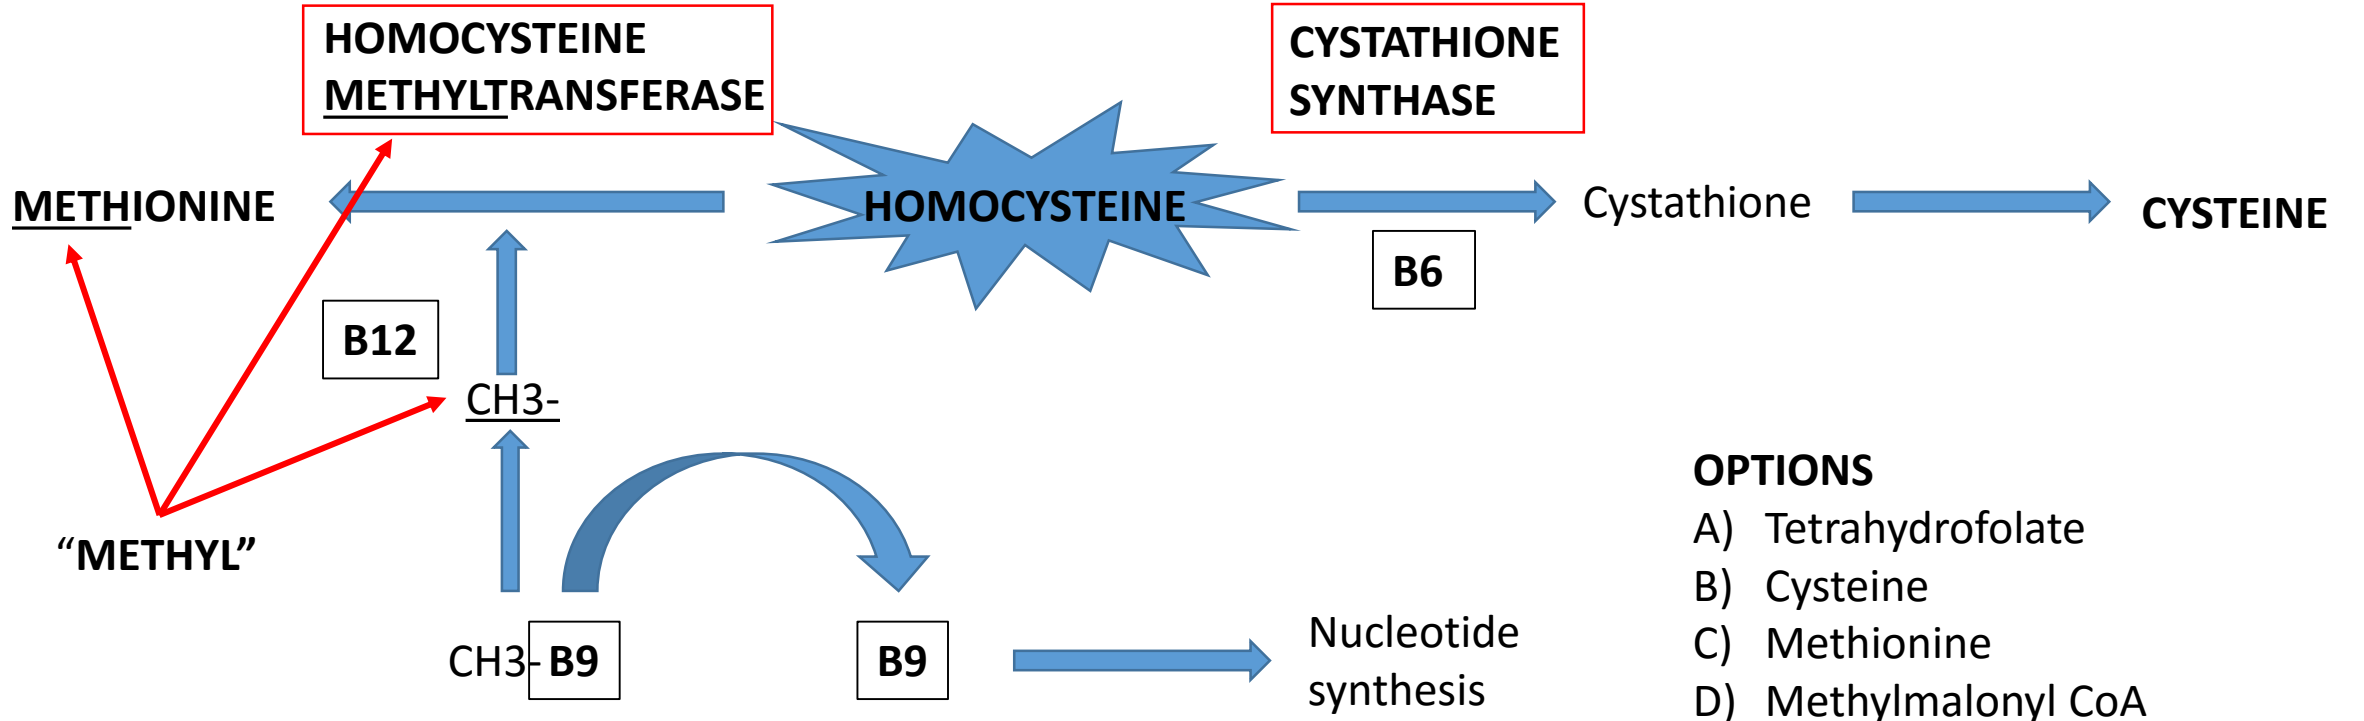 HOMOCYSTEINE
METHYLTRANSFERASE
CYSTATHIONE
SYNTHASE
METHIONINE
HOMOCYSTEINE
Cystathione
CYSTEINE
B6
B12
CH3-
"METHYL”
CH3- B9
B9
Nucleotide
synthesis
OPTIONS
A) Tetrahydrofolate
B) Cysteine
C) Methionine
D) Methylmalonyl CoA